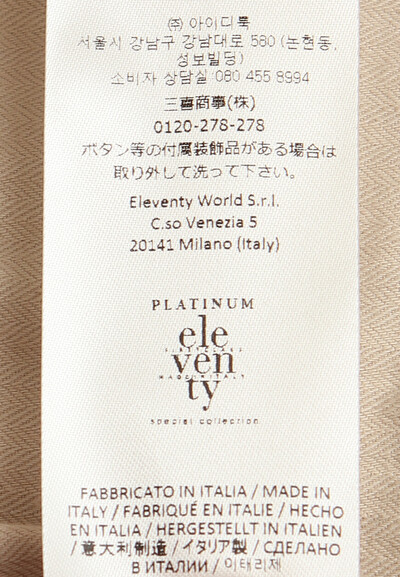 ㈜ 아이디룩
서울시 강남구 강남대로 580 (논현동,
성보빌딩)
소비자 상담실:080 455 8994
三喜商事(株)
0120-278-278
ボタン等の付属装飾品がある場合は
取り外して洗って下さい。
Eleventy World S.r.l.
C.so Venezia 5
20141 Milano (Italy)
PLATINUM
ele
ven
MADE IN ITALY
ty
special collection
FABBRICATO IN ITALIA / MADE IN
ITALY / FABRIQUÉ EN ITALIE / HECHO
EN ITALIA / HERGESTELLT IN ITALIEN
/ 意大利制造 / イタリア製 / СДЕЛАНО
В ИТАЛИИ / 이태리제